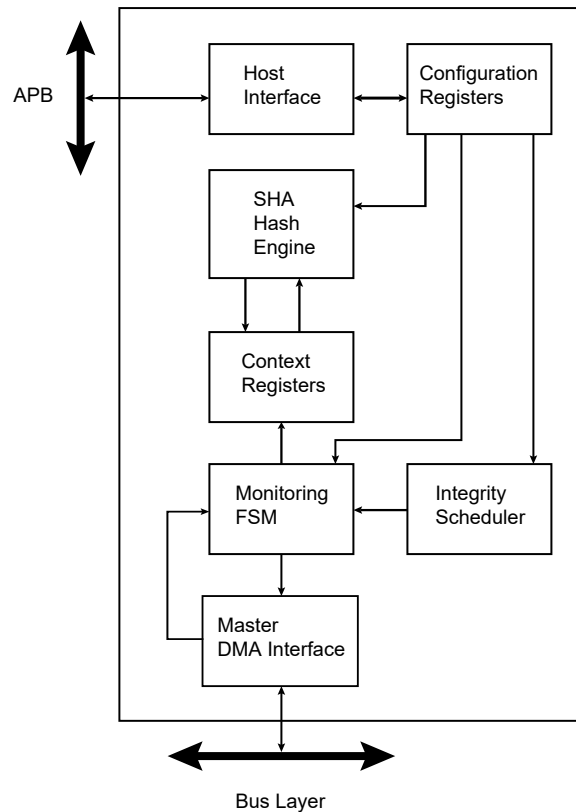 APB
Host
Interface
Configuration
Registers
SHA
Hash
Engine
Context
Registers
Monitoring
FSM
Integrity
Scheduler
Master
DMA Interface
Bus Layer